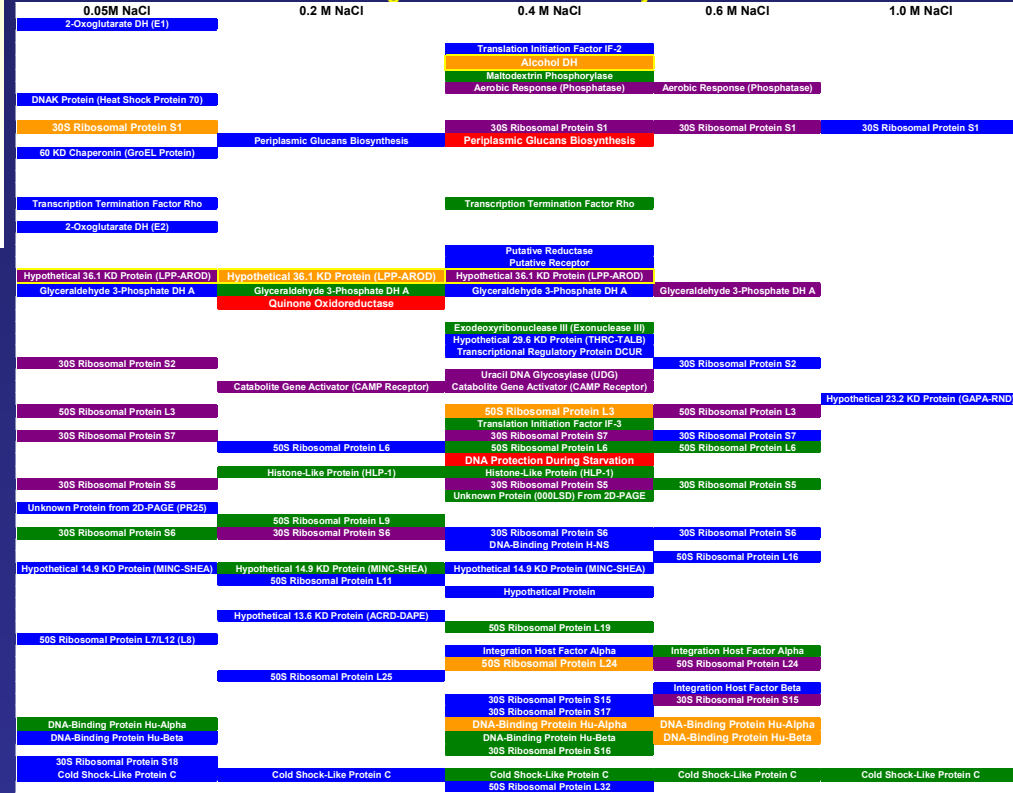 0.05M NaCl 0.2 M NaCl 0.4 M NaCl 0.6 M NaCl 1.0 M NaCl
2-Oxoglutarate DH (E1)
Translation Initiation Factor IF-2
Alcohol DH
Maltodextrin Phosphorylase
Aerobic Response (Phosphatase) Aerobic Response (Phosphatase)
DNAK Protein (Heat Shock Protein 70)
30S Ribosomal Protein S1 30S Ribosomal Protein S1 30S Ribosomal Protein S1 30S Ribosomal Protein S1
Periplasmic Glucans Biosynthesis Periplasmic Glucans Biosynthesis
60 KD Chaperonin (GroEL Protein)
Transcription Termination Factor Rho Transcription Termination Factor Rho
2-Oxoglutarate DH (E2)
Putative Reductase
Putative Receptor
Hypothetical 36.1 KD Protein (LPP-AROD) Hypothetical 36.1 KD Protein (LPP-AROD) Hypothetical 36.1 KD Protein (LPP-AROD)
Glyceraldehyde 3-Phosphate DH A Glyceraldehyde 3-Phosphate DH A Glyceraldehyde 3-Phosphate DH A Glyceraldehyde 3-Phosphate DH A
Quinone Oxidoreductase
Exodeoxyribonuclease III (Exonuclease III)
Hypothetical 29.6 KD Protein (THRC-TALB)
Transcriptional Regulatory Protein DCUR
30S Ribosomal Protein S2 30S Ribosomal Protein S2
Uracil DNA Glycosylase (UDG)
Catabolite Gene Activator (CAMP Receptor) Catabolite Gene Activator (CAMP Receptor)
Hypothetical 23.2 KD Protein (GAPA-RND)
50S Ribosomal Protein L3 50S Ribosomal Protein L3 50S Ribosomal Protein L3
Translation Initiation Factor IF-3
30S Ribosomal Protein S7 30S Ribosomal Protein S7 30S Ribosomal Protein S7
50S Ribosomal Protein L6 50S Ribosomal Protein L6 50S Ribosomal Protein L6
DNA Protection During Starvation
Histone-Like Protein (HLP-1) Histone-Like Protein (HLP-1)
30S Ribosomal Protein S5 30S Ribosomal Protein S5 30S Ribosomal Protein S5
Unknown Protein (000LSD) From 2D-PAGE
Unknown Protein from 2D-PAGE (PR25)
50S Ribosomal Protein L9
30S Ribosomal Protein S6 30S Ribosomal Protein S6 30S Ribosomal Protein S6 30S Ribosomal Protein S6
DNA-Binding Protein H-NS
50S Ribosomal Protein L16
Hypothetical 14.9 KD Protein (MINC-SHEA) Hypothetical 14.9 KD Protein (MINC-SHEA) Hypothetical 14.9 KD Protein (MINC-SHEA)
50S Ribosomal Protein L11
Hypothetical Protein
Hypothetical 13.6 KD Protein (ACRD-DAPE)
50S Ribosomal Protein L19
50S Ribosomal Protein L7/L12 (L8)
Integration Host Factor Alpha Integration Host Factor Alpha
50S Ribosomal Protein L24 50S Ribosomal Protein L24
50S Ribosomal Protein L25
Integration Host Factor Beta
30S Ribosomal Protein S15 30S Ribosomal Protein S15
30S Ribosomal Protein S17
DNA-Binding Protein Hu-Alpha DNA-Binding Protein Hu-Alpha DNA-Binding Protein Hu-Alpha
DNA-Binding Protein Hu-Beta DNA-Binding Protein Hu-Beta DNA-Binding Protein Hu-Beta
30S Ribosomal Protein S16
30S Ribosomal Protein S18
Cold Shock-Like Protein C Cold Shock-Like Protein C Cold Shock-Like Protein C Cold Shock-Like Protein C Cold Shock-Like Protein C
50S Ribosomal Protein L32